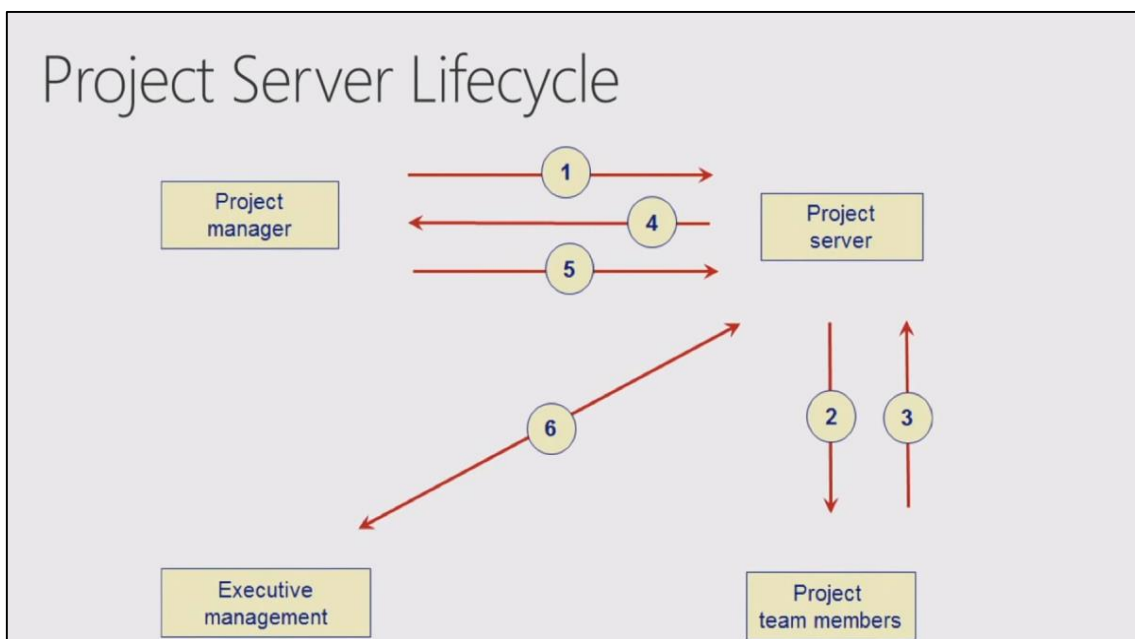 Project Server Lifecycle
1
Project
manager
4
Project
server
5
6
2
3
Executive
management
Project
team members